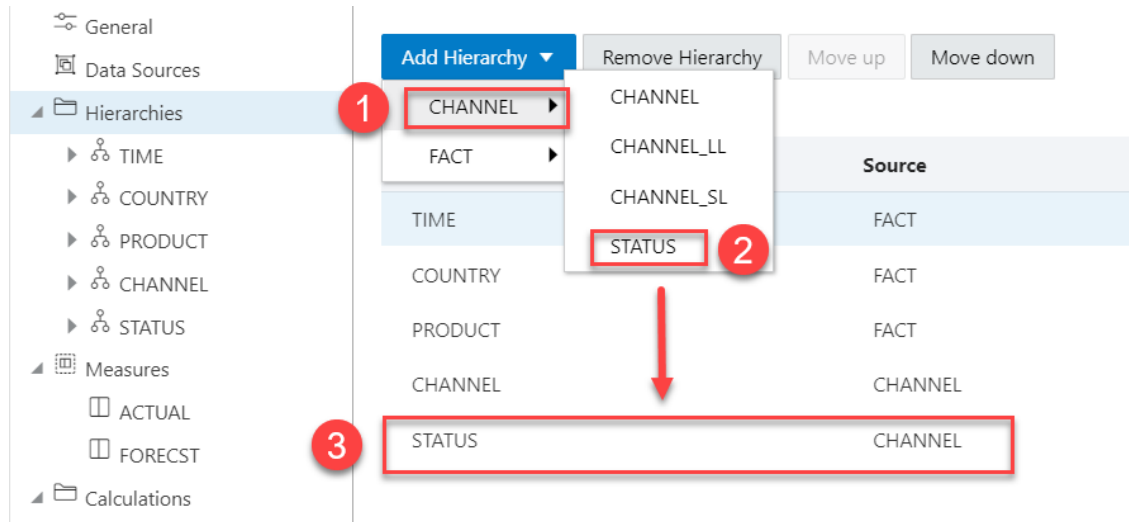 General
Data Sources
Hierarchies
TIME
COUNTRY
PRODUCT
CHANNEL
STATUS
Measures
ACTUAL
FORECST
Calculations
Add Hierarchy
Remove Hierarchy
Move up
Move down
1
CHANNEL
FACT
CHANNEL
CHANNEL_LL
CHANNEL_SL
STATUS
2
Source
TIME FACT
COUNTRY FACT
PRODUCT FACT
CHANNEL CHANNEL
3
STATUS CHANNEL